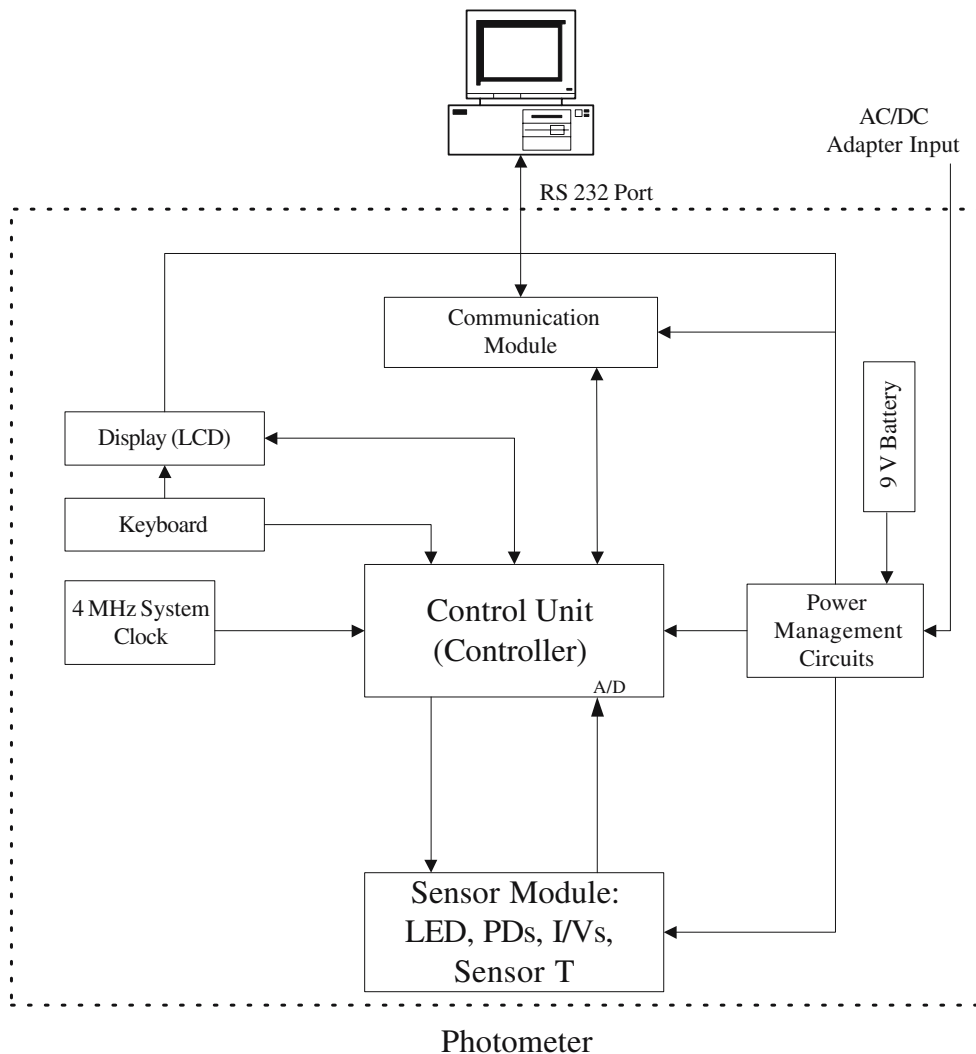 AC/DC
Adapter Input
RS 232 Port
Communication
Module
9 V Battery
Display (LCD)
Keyboard
4 MHz System
Clock
Control Unit
(Controller)
A/D
Power
Management
Circuits
Sensor Module:
LED, PDs, I/Vs,
Sensor T
Photometer